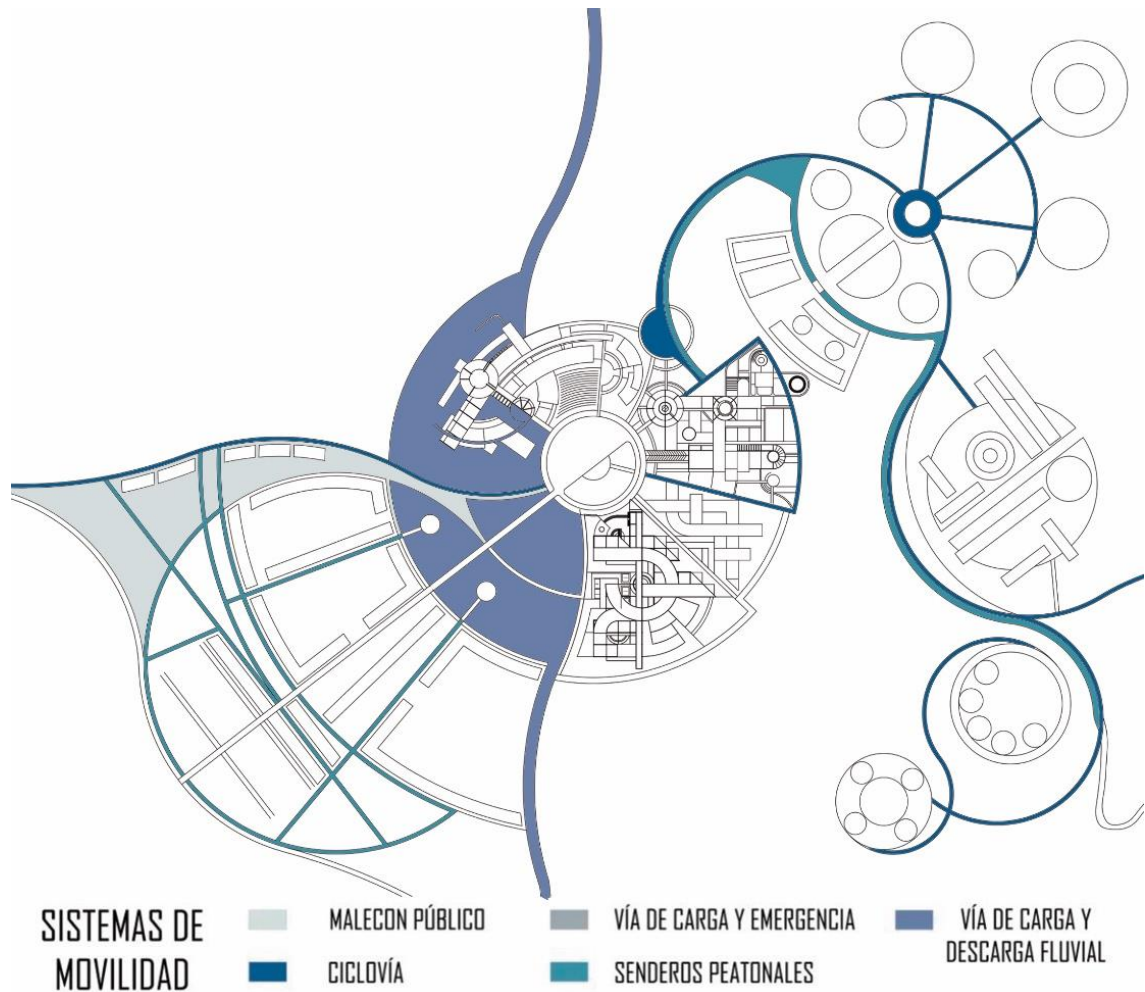 SISTEMAS DE
MOVILIDAD
MALECON PÚBLICO
CICLOVÍA
VÍA DE CARGA Y EMERGENCIA
SENDEROS PEATONALES
VÍA DE CARGA Y
DESCARGA FLUVIAL